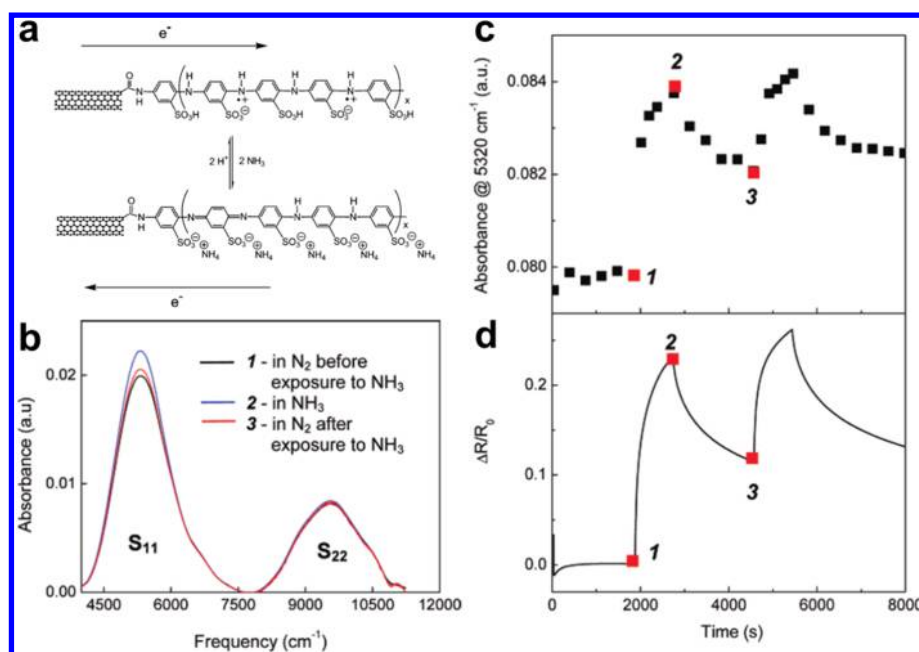 a
e⁻
O
N
H
H
N
H
N
H
N
H
N
H
N
•+
•+
SO₃H
SO₃⊖
SO₃H
SO₃⊖
SO₃H
x
2 H⁺
2 NH₃
O
N
H
N
N
H
N
H
N
SO₃⊖
SO₃⊖
SO₃⊖
SO₃⊖
SO₃⊖
⊕NH₄
⊕NH₄
⊕NH₄
⊕NH₄
⊕NH₄
x
e⁻
b
Absorbance (a.u)
0.02
0.01
0.00
1 - in N₂ before
exposure to NH₃
2 - in NH₃
3 - in N₂ after
exposure to NH₃
S₁₁
S₂₂
4500 6000 7500 9000 10500 12000
Frequency (cm⁻¹)
c
Absorbance @ 5320 cm⁻¹ (a.u.)
0.084
0.082
0.080
2
3
1
d
ΔR/R₀
0.2
0.1
0.0
2
3
1
0 2000 4000 6000 8000
Time (s)